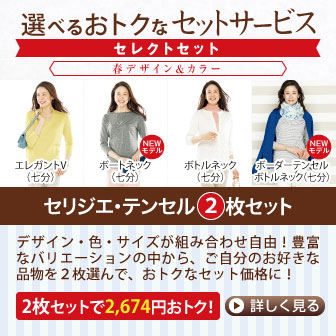 選べるおトクなセットサービス
セレクトセット
春デザイン&カラー
NEW
モデル
NEW
モデル
エレガントV
(七分)
ボートネック
(七分)
ボトルネック
(七分)
ボーダーテンセル
ボトルネック(七分)
セリジエ・テンセル2枚セット
デザイン・色・サイズが組み合わせ自由!豊富
なバリエーションの中から、ご自分のお好きな
品物を2枚選んで、おトクなセット価格に!
2枚セットで2,674円おトク!
詳しく見る